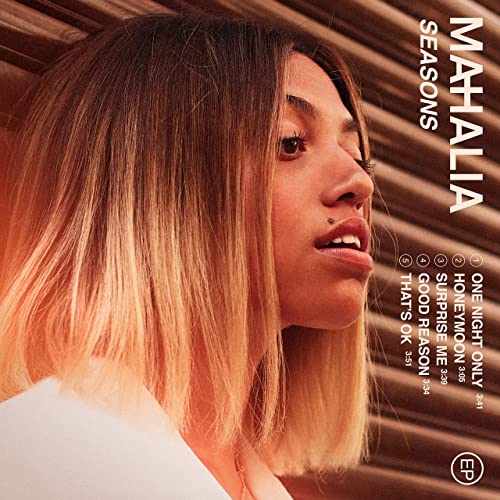 MAHALIA
SEASONS
1 ONE NIGHT ONLY 3:41
2 HONEYMOON 3:05
3 SURPRISE ME 3:39
4 GOOD REASON 3:34
5 THAT'S OK 3:51
EP